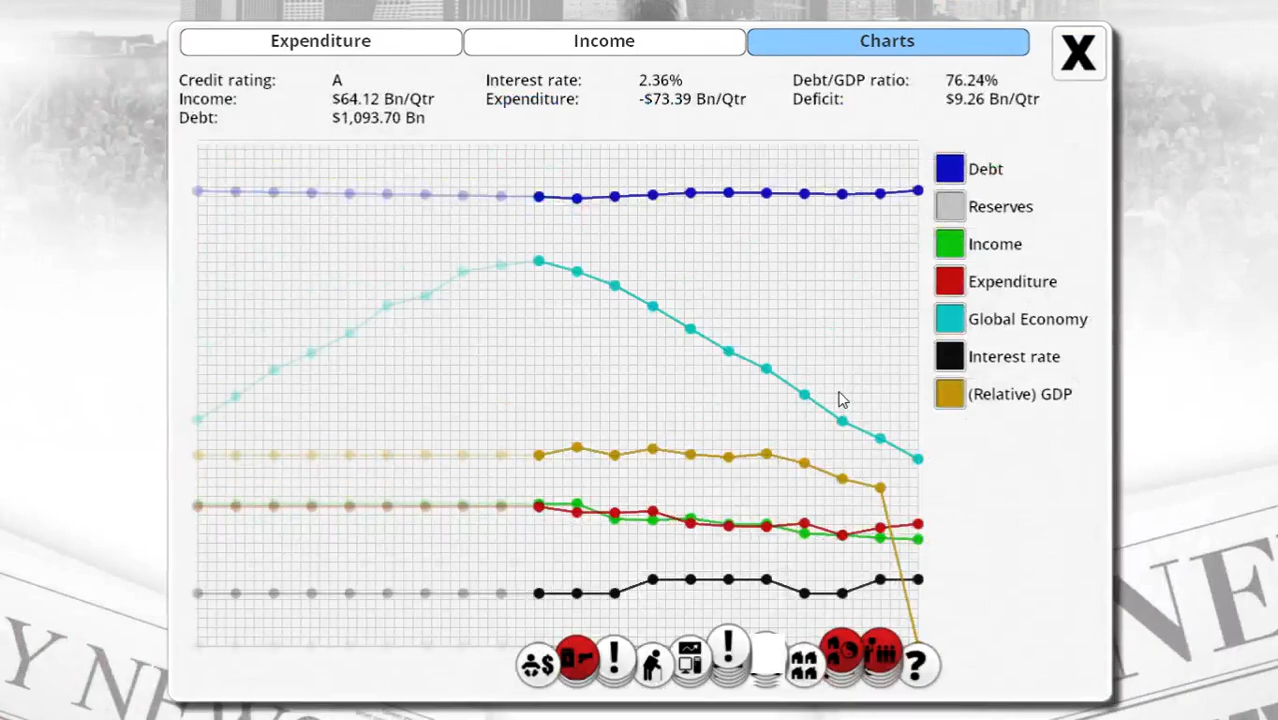 Expenditure Income Charts X
Credit rating: A Interest rate: 2.36% Debt/GDP ratio: 76.24%
Income: $64.12 Bn/Qtr Expenditure: -$73.39 Bn/Qtr Deficit: $9.26 Bn/Qtr
Debt: $1,093.70 Bn
Debt
Reserves
Income
Expenditure
Global Economy
Interest rate
(Relative) GDP
$ ! ! ?
Y NEWS
NE